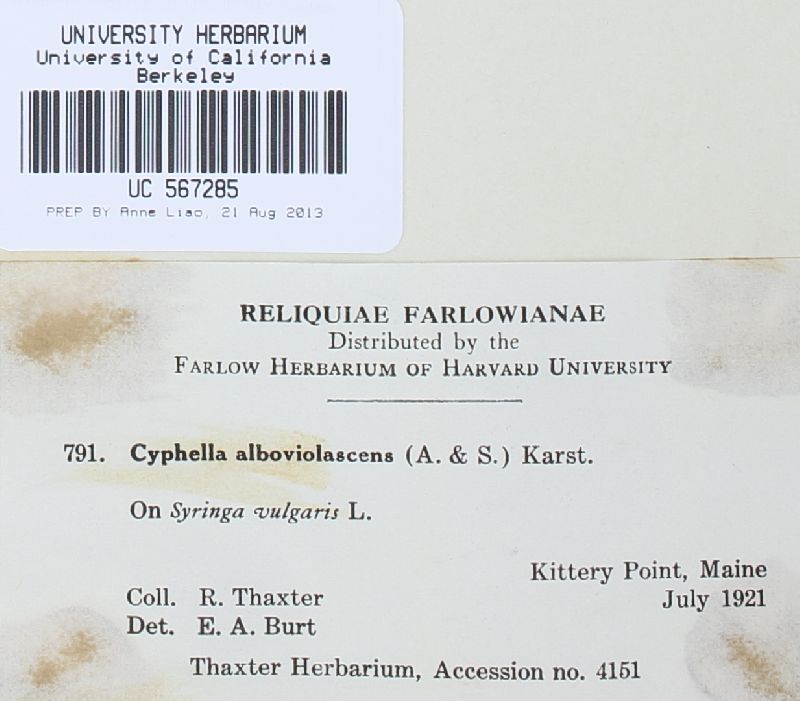 UNIVERSITY HERBARIUM
University of California
Berkeley
UC 567285
PREP BY Anne Liao, 21 Aug 2013
RELIQUIAE FARLOWIANAE
Distributed by the
FARLOW HERBARIUM OF HARVARD UNIVERSITY
791. Cyphella alboviolascens (A. & S.) Karst.
On Syringa vulgaris L.
Kittery Point, Maine
Coll. R. Thaxter July 1921
Det. E. A. Burt
Thaxter Herbarium, Accession no. 4151